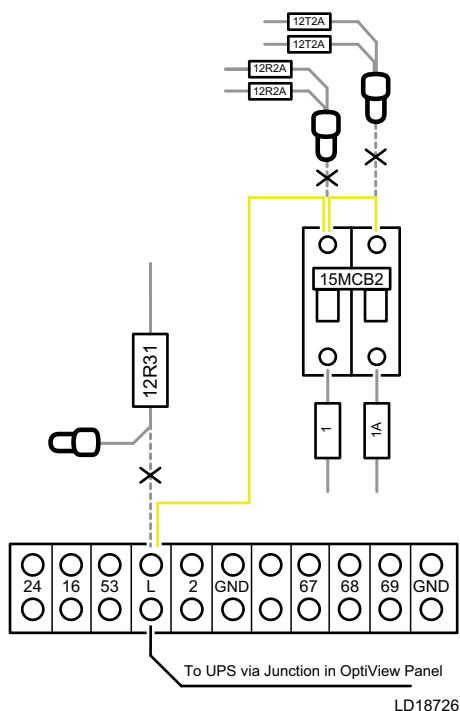 12T2A
12T2A
12R2A
12R2A
15MCB2
12R31
1
1A
24 16 53 L 2 GND 67 68 69 GND
To UPS via Junction in OptiView Panel
LD18726